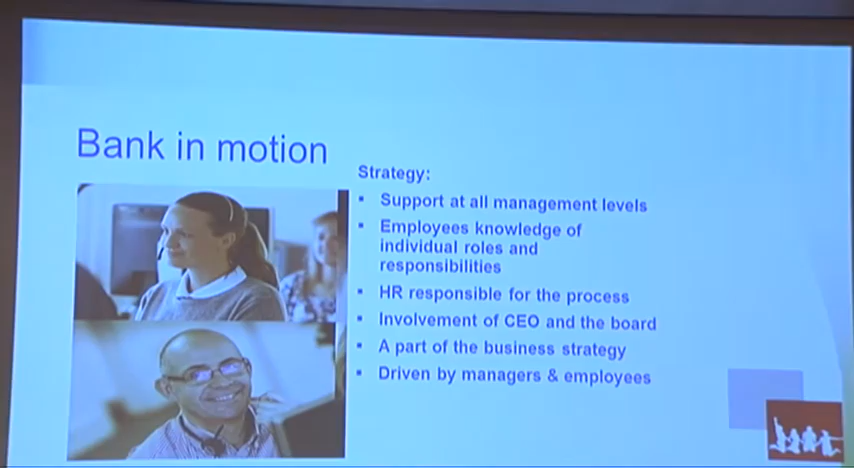 Bank in motion
Strategy:
▪ Support at all management levels
▪ Employees knowledge of
individual roles and
responsibilities
▪ HR responsible for the process
▪ Involvement of CEO and the board
▪ A part of the business strategy
▪ Driven by managers & employees